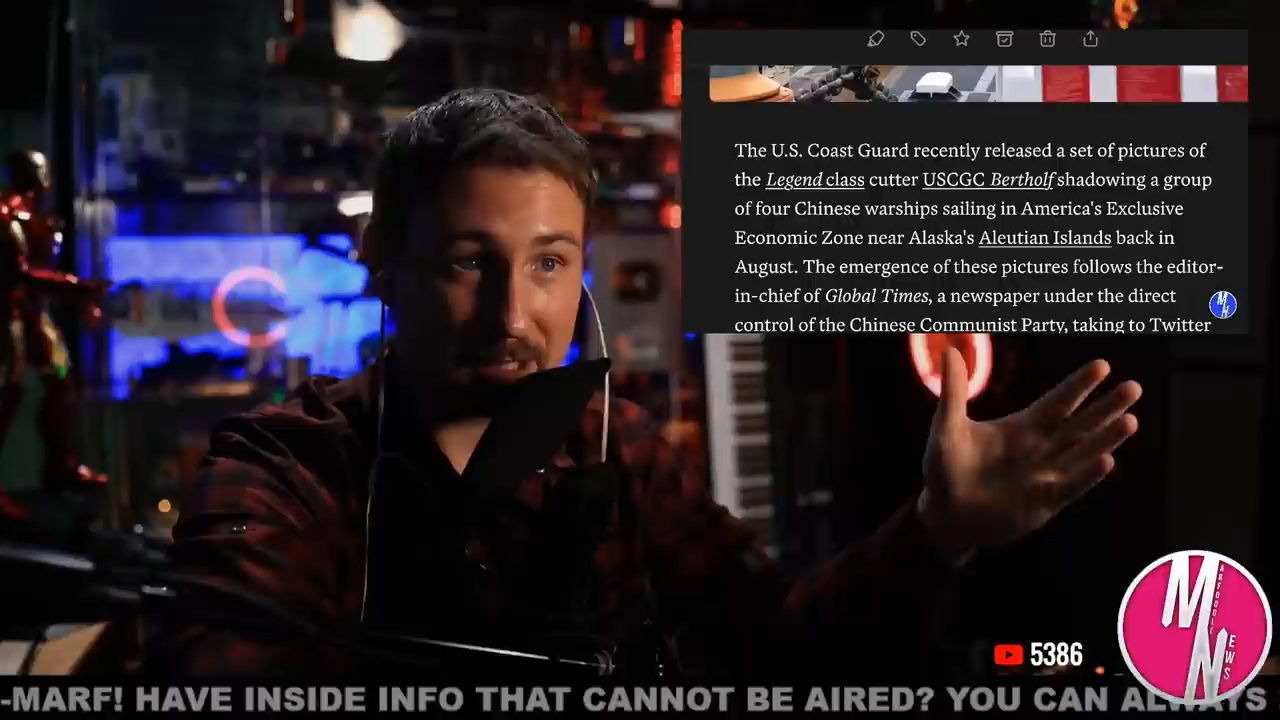 The U.S. Coast Guard recently released a set of pictures of
the Legend class cutter USCGC Bertholf shadowing a group
of four Chinese warships sailing in America's Exclusive
Economic Zone near Alaska's Aleutian Islands back in
August. The emergence of these pictures follows the editor-
in-chief of Global Times, a newspaper under the direct
control of the Chinese Communist Party, taking to Twitter
5386
MARFOOGLE
NEWS
-MARF! HAVE INSIDE INFO THAT CANNOT BE AIRED? YOU CAN ALWAYS